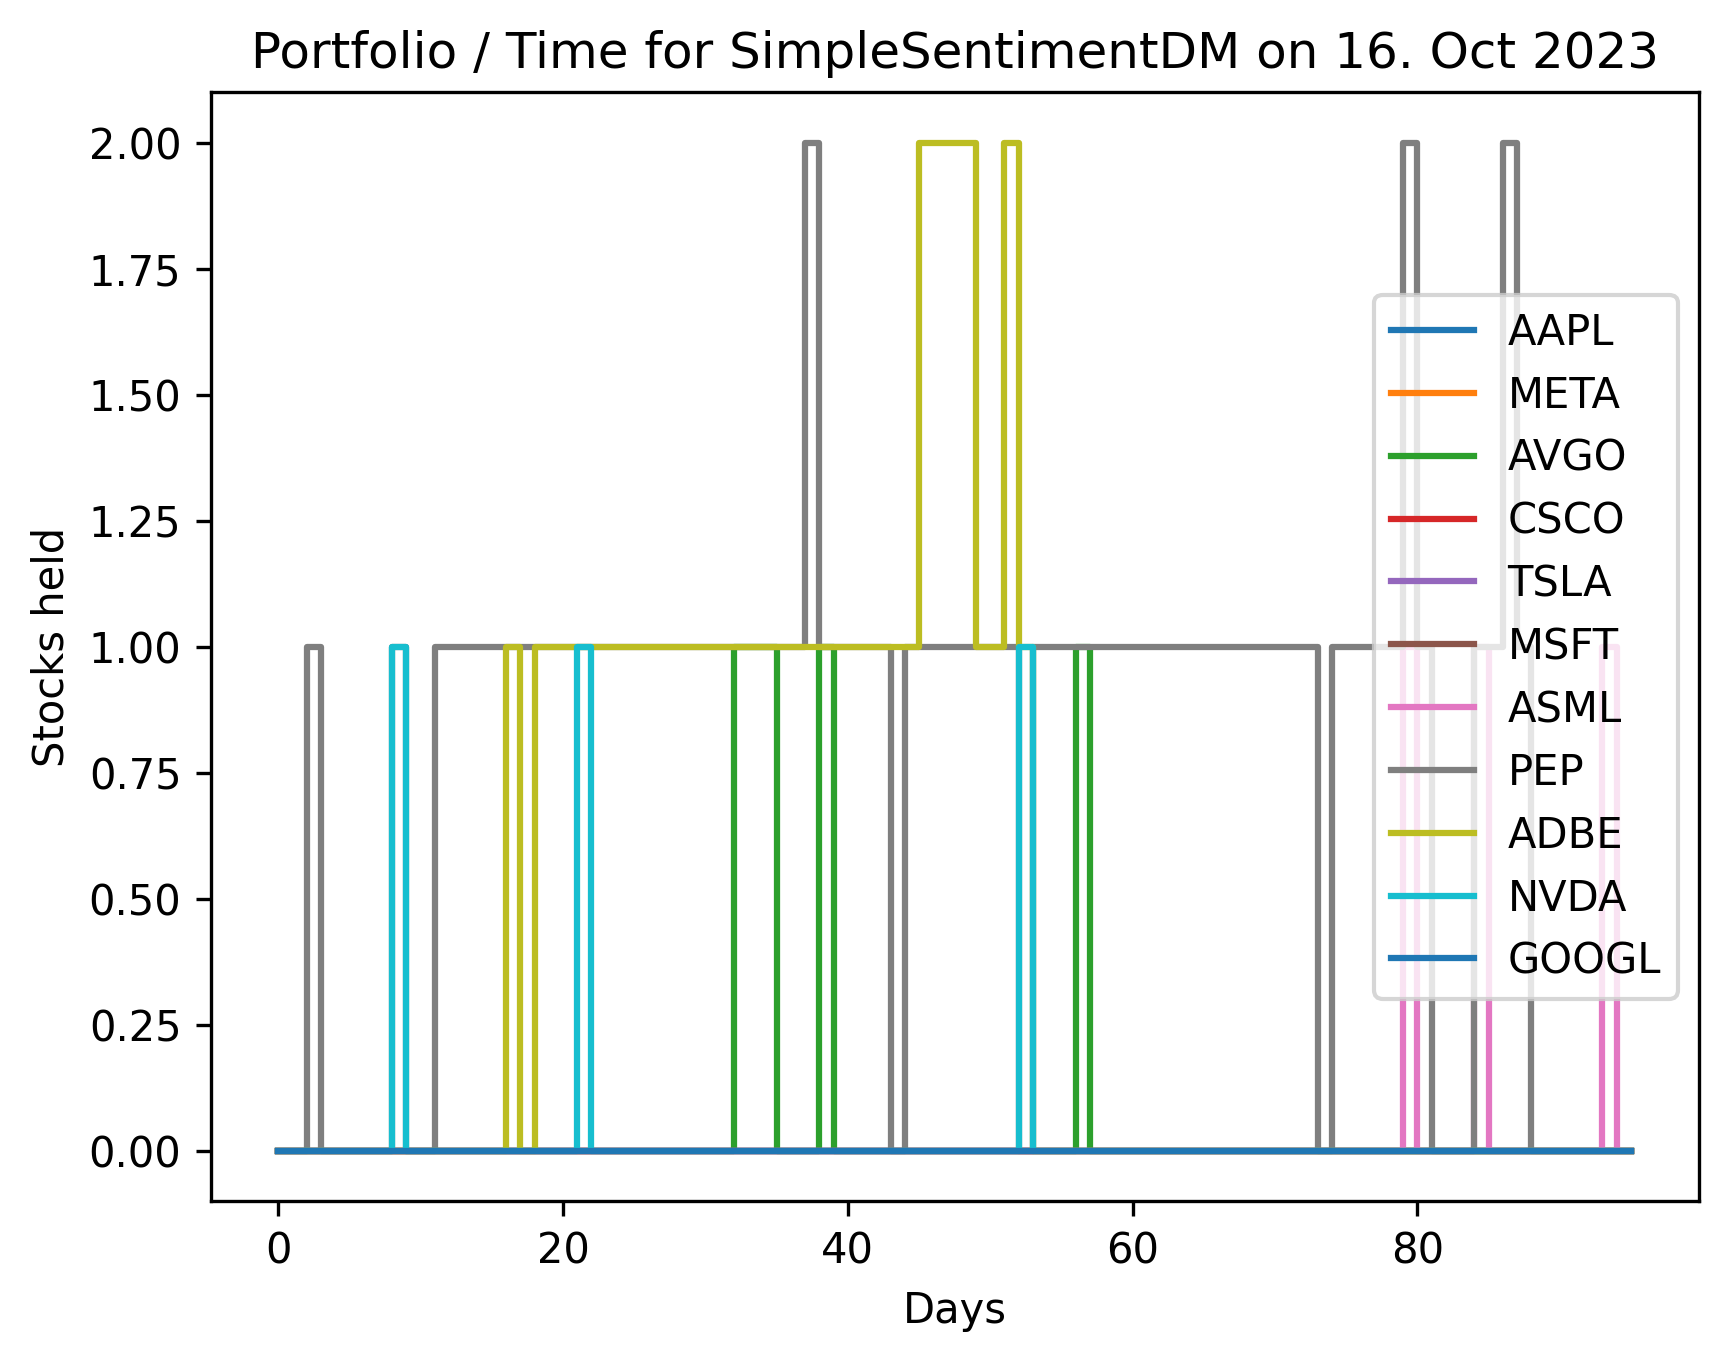 Portfolio / Time for SimpleSentimentDM on 16. Oct 2023
2.00
1.75
1.50
1.25
1.00
0.75
0.50
0.25
0.00
Stocks held
AAPL
META
AVGO
CSCO
TSLA
MSFT
ASML
PEP
ADBE
NVDA
GOOGL
0 20 40 60 80
Days